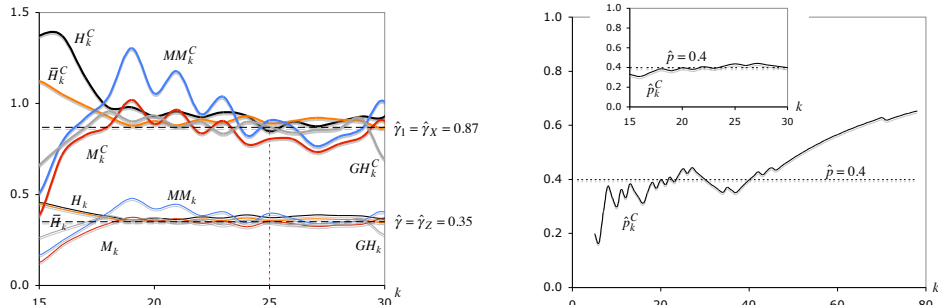 1.5
1.0
0.5
0.0
15
20
25
30
k
H_k^C
H̅_k^C
MM_k^C
M_k^C
GH_k^C
γ̂₁ = γ̂_X = 0.87
H_k
H̅_k
MM_k
M_k
GH_k
γ̂ = γ̂_Z = 0.35
1.0
0.8
0.6
0.4
0.2
0.0
0
20
40
60
80
k
p̂ = 0.4
p̂_k^C
1.0
0.8
0.6
0.4
0.2
0.0
15
20
25
30
k
p̂ = 0.4
p̂_k^C